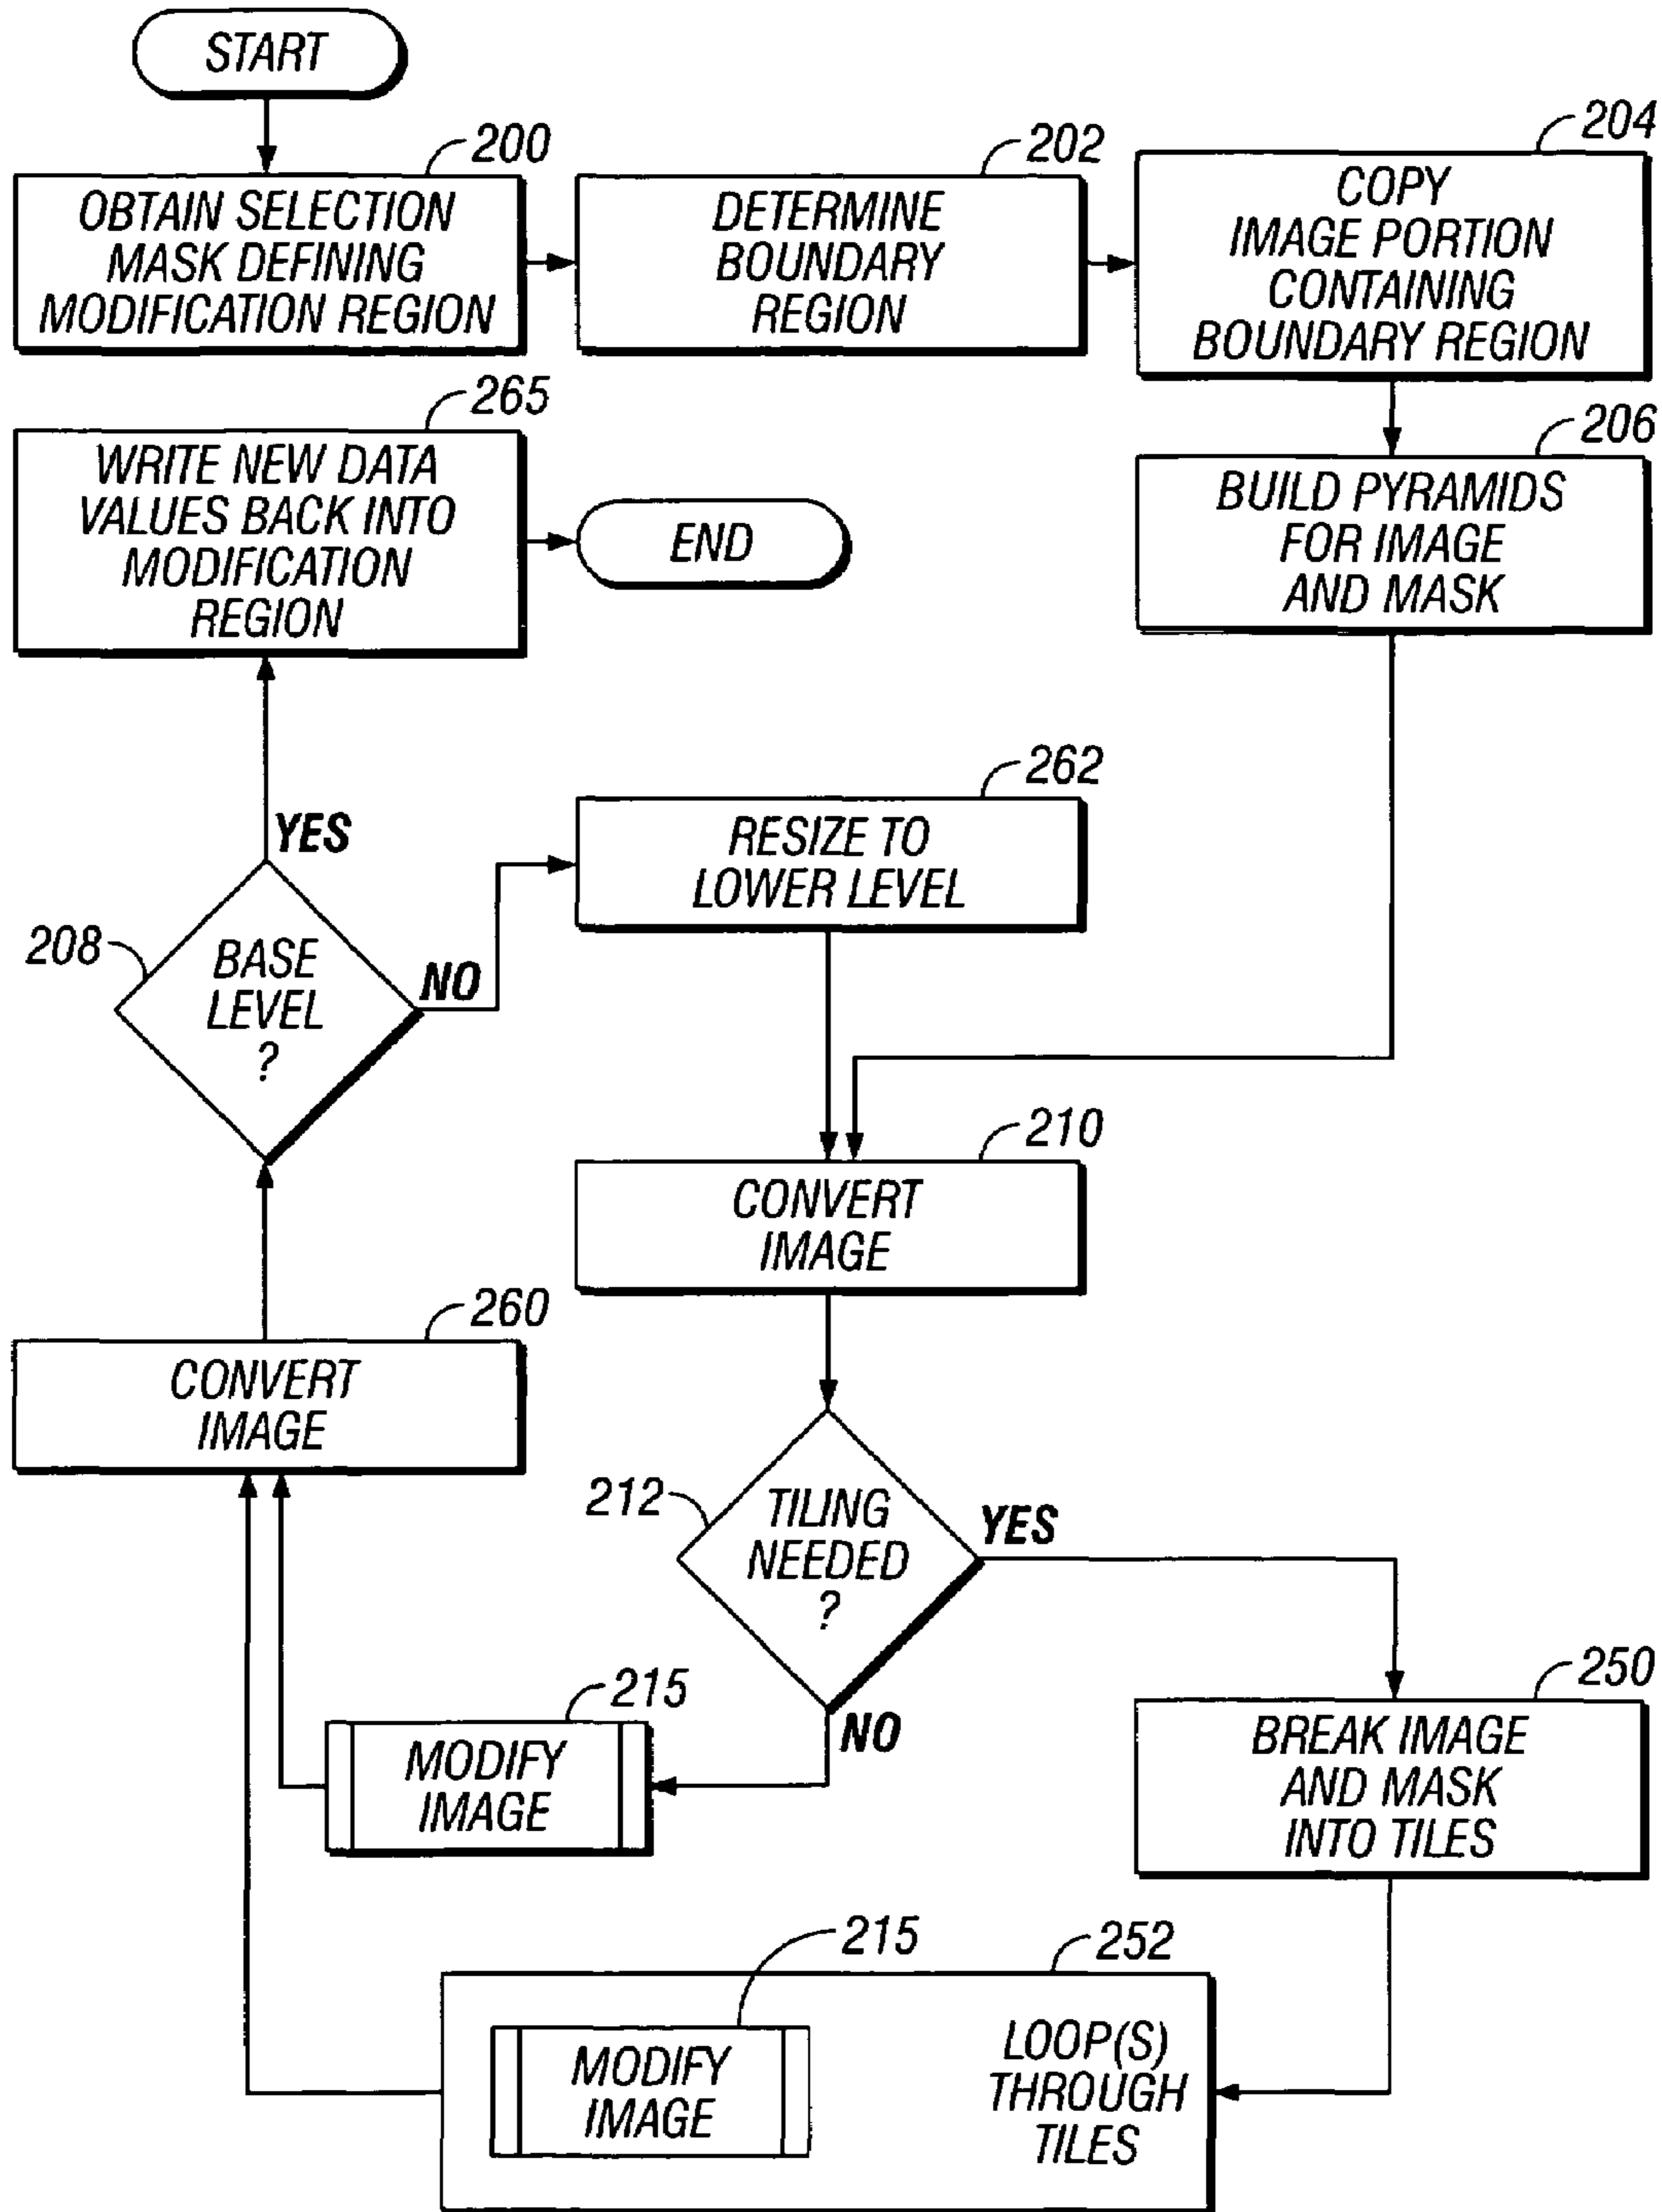 START
200
OBTAIN SELECTION
MASK DEFINING
MODIFICATION REGION
202
DETERMINE
BOUNDARY
REGION
204
COPY
IMAGE PORTION
CONTAINING
BOUNDARY REGION
265
WRITE NEW DATA
VALUES BACK INTO
MODIFICATION
REGION
END
206
BUILD PYRAMIDS
FOR IMAGE
AND MASK
262
RESIZE TO
LOWER LEVEL
YES
208
BASE
LEVEL
?
NO
210
CONVERT
IMAGE
260
CONVERT
IMAGE
212
TILING
NEEDED
?
YES
NO
215
MODIFY
IMAGE
250
BREAK IMAGE
AND MASK
INTO TILES
215
252
MODIFY
IMAGE
LOOP(S)
THROUGH
TILES